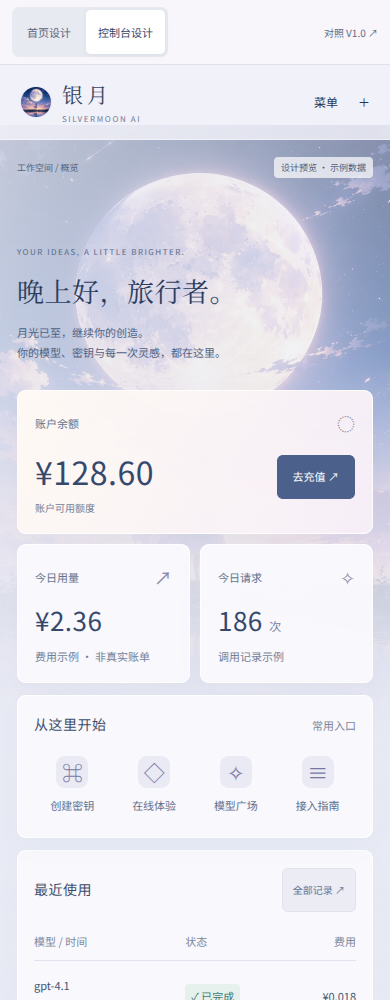 首页设计 控制台设计 对照 V1.0 ↗
银月
SILVERMOON AI
菜单 +
工作空间 / 概览 设计预览 · 示例数据
YOUR IDEAS, A LITTLE BRIGHTER.
晚上好，旅行者。
月光已至，继续你的创造。
你的模型、密钥与每一次灵感，都在这里。
账户余额
¥128.60 去充值 ↗
账户可用额度
今日用量 ↗
¥2.36
费用示例 · 非真实账单
今日请求
186 次
调用记录示例
从这里开始 常用入口
创建密钥 在线体验 模型广场 接入指南
最近使用 全部记录 ↗
模型 / 时间 状态 费用
gpt-4.1 ✓已完成 ¥0.018